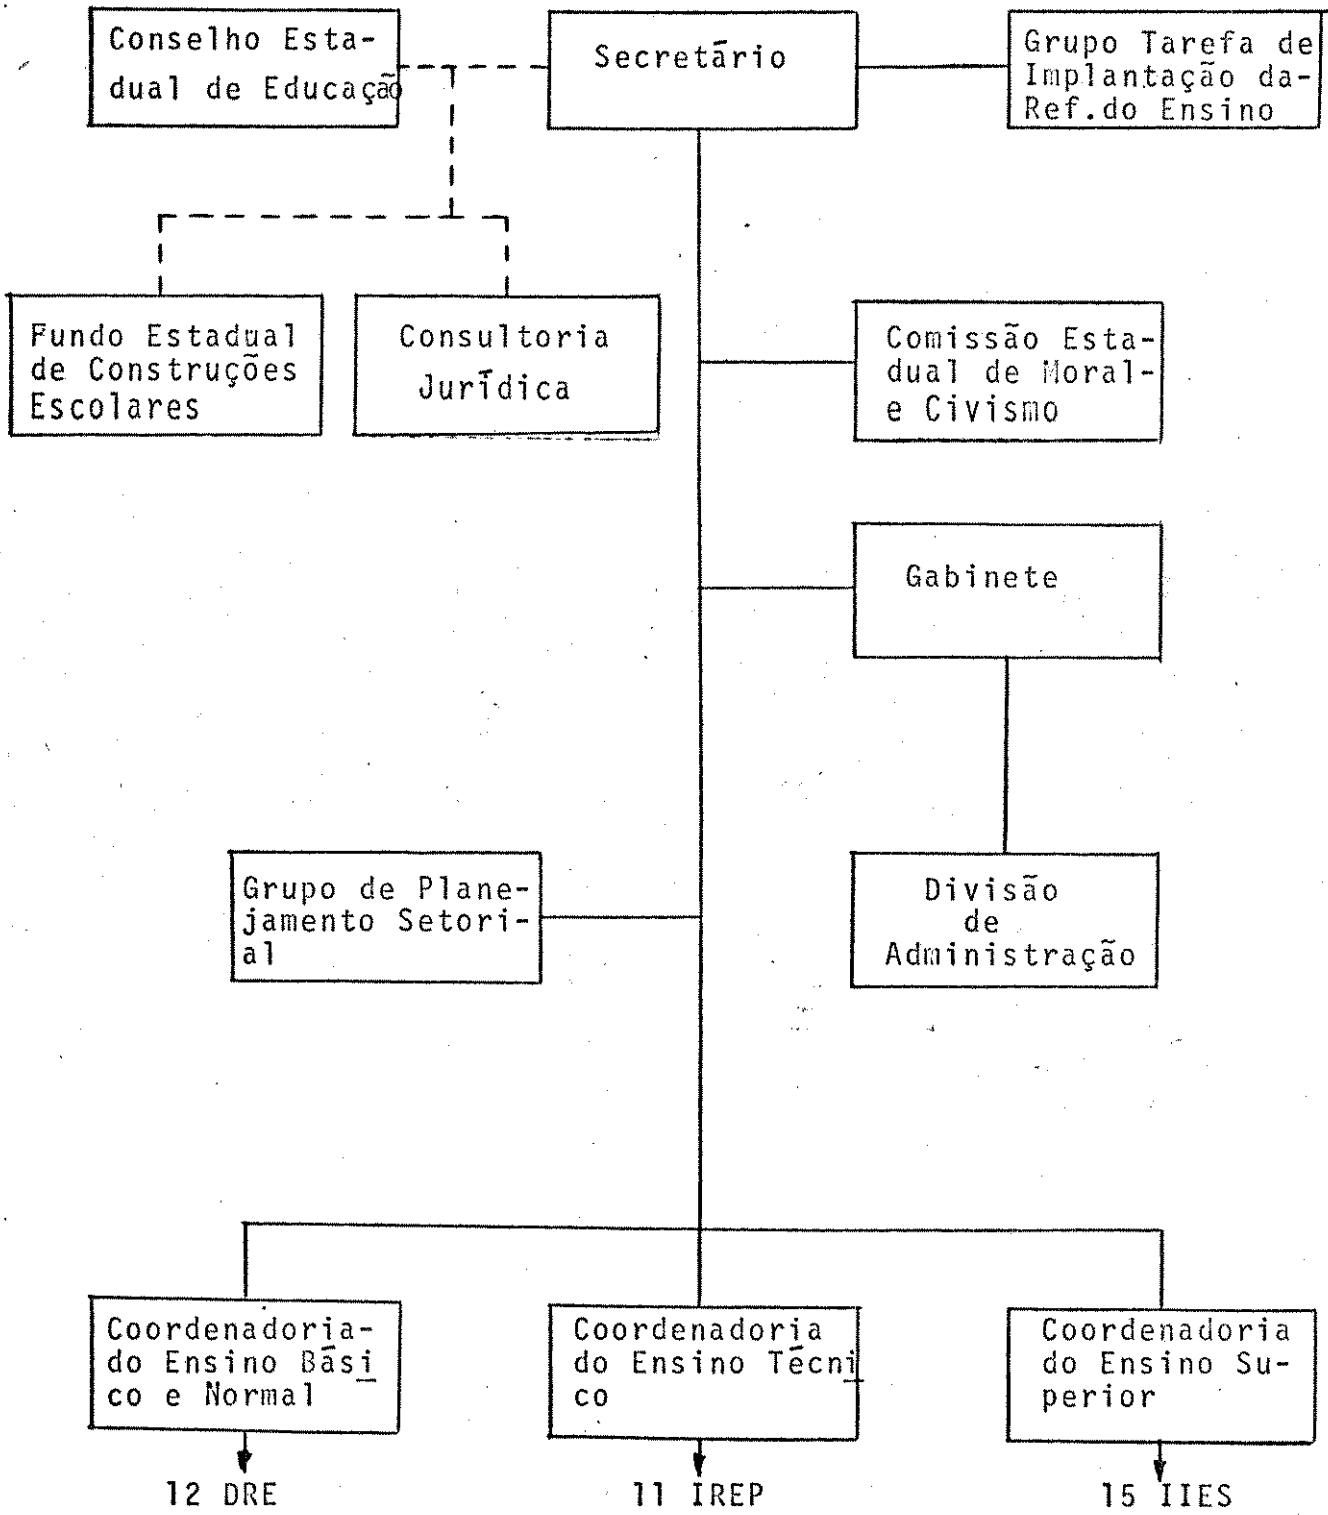 Conselho Esta-
dual de Educação
Secretário
Grupo Tarefa de
Implantação da-
Ref.do Ensino
Fundo Estadual
de Construções
Escolares
Consultoria
Jurídica
Comissão Esta-
dual de Moral-
e Civismo
Gabinete
Grupo de Plane-
jamento Setori-
al
Divisão
de
Administração
Coordenadoria-
do Ensino Bási
co e Normal
Coordenadoria
do Ensino Técni
co
Coordenadoria
do Ensino Su-
perior
12 DRE
11 IREP
15 IIES